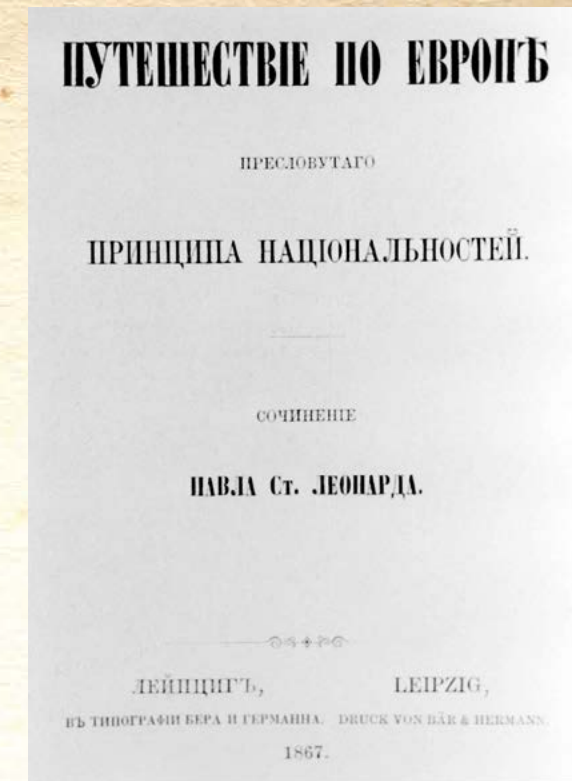 ПУТЕШЕСТВІЕ ПО ЕВРОПѢ
ПРЕСЛОВУТАГО
ПРИНЦИПА НАЦІОНАЛЬНОСТЕЙ.
СОЧИНЕНІЕ
ПАВЛА Ст. ЛЕОНАРДА.
ЛЕЙПЦИГЪ, LEIPZIG,
ВЪ ТИПОГРАФІИ БЕРА И ГЕРМАННА. DRUCK VON BÄR & HERMANN.
1867.